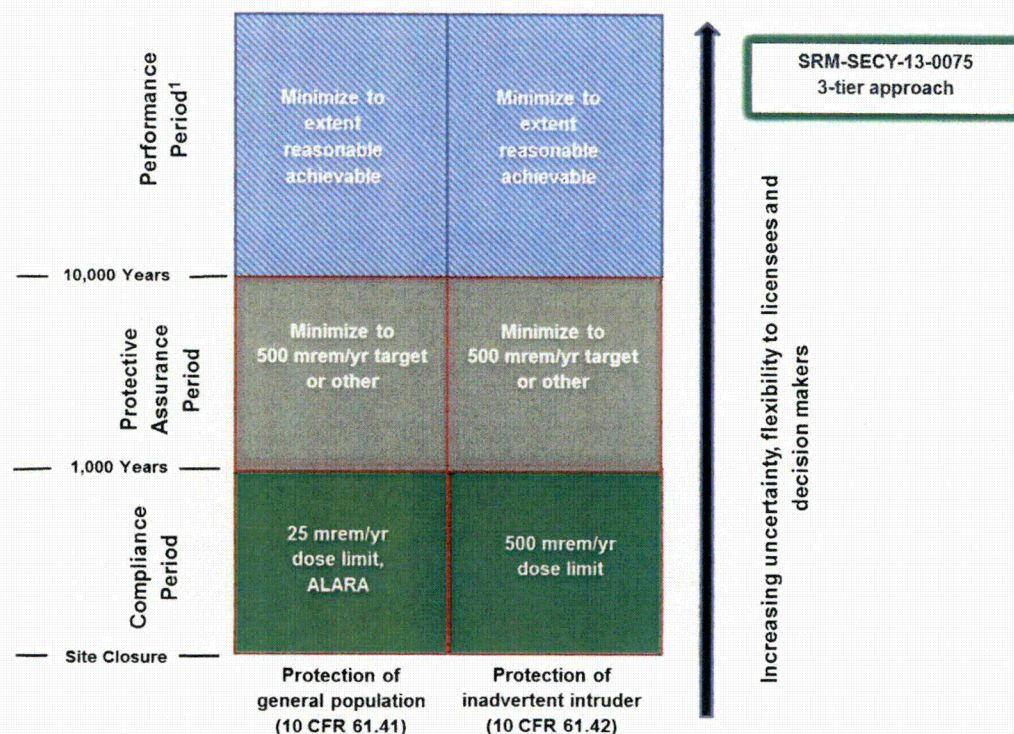 SRM-SECY-13-0075
3-tier approach
Performance
Period¹
Minimize to
extent
reasonable
achievable
Minimize to
extent
reasonable
achievable
10,000 Years
Protective
Assurance
Period
Minimize to
500 mrem/yr target
or other
Minimize to
500 mrem/yr target
or other
1,000 Years
Compliance
Period
25 mrem/yr
dose limit,
ALARA
500 mrem/yr
dose limit
Site Closure
Protection of
general population
(10 CFR 61.41)
Protection of
inadvertent intruder
(10 CFR 61.42)
Increasing uncertainty, flexibility to licensees and
decision makers